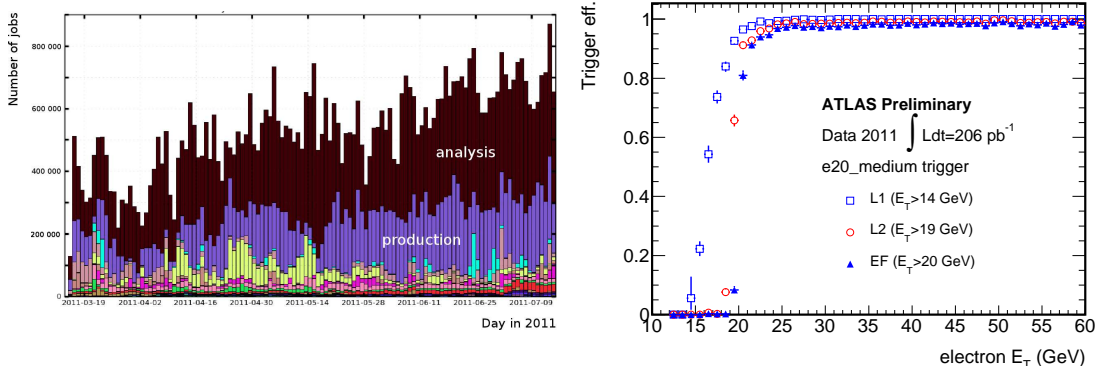 Number of jobs
800 000
600 000
400 000
200 000
0
analysis
production
2011-03-19 2011-04-02 2011-04-16 2011-04-30 2011-05-14 2011-05-28 2011-06-11 2011-06-25 2011-07-09
Day in 2011
Trigger eff.
1
0.8
0.6
0.4
0.2
0
ATLAS Preliminary
Data 2011 ∫ Ldt=206 pb⁻¹
e20_medium trigger
L1 (E_T>14 GeV)
L2 (E_T>19 GeV)
EF (E_T>20 GeV)
10 15 20 25 30 35 40 45 50 55 60
electron E_T (GeV)